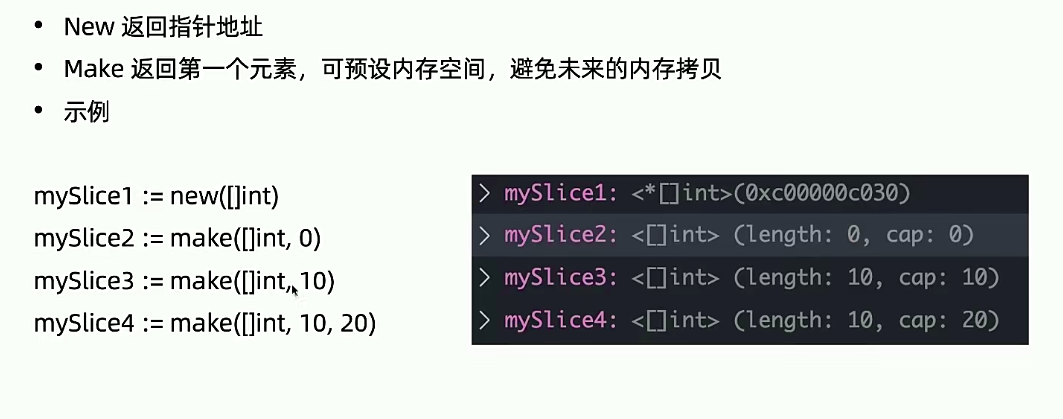 • New 返回指针地址
• Make 返回第一个元素，可预设内存空间，避免未来的内存拷贝
• 示例
mySlice1 := new([]int)
mySlice2 := make([]int, 0)
mySlice3 := make([]int, 10)
mySlice4 := make([]int, 10, 20)
> mySlice1: <*[]int>(0xc00000c030)
> mySlice2: <[]int> (length: 0, cap: 0)
> mySlice3: <[]int> (length: 10, cap: 10)
> mySlice4: <[]int> (length: 10, cap: 20)